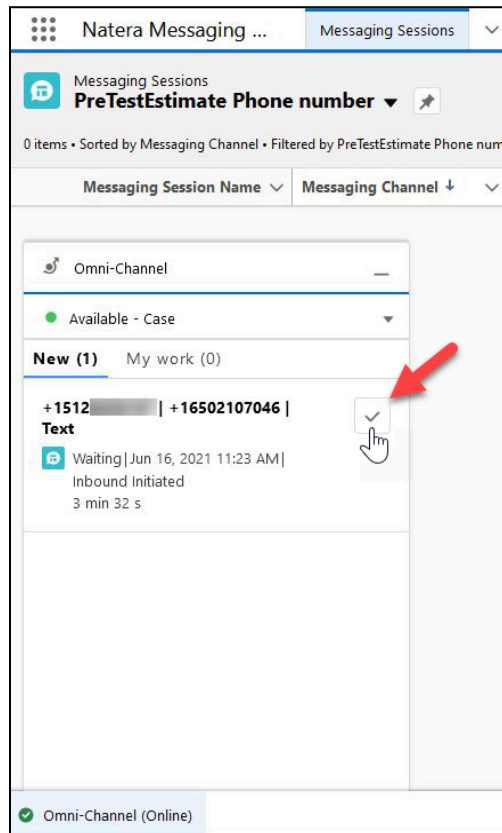 Natera Messaging ... Messaging Sessions
Messaging Sessions
PreTestEstimate Phone number
0 items • Sorted by Messaging Channel • Filtered by PreTestEstimate Phone
Messaging Session Name Messaging Channel
Omni-Channel
Available - Case
New (1) My work (0)
+1512 | +16502107046 |
Text
Waiting|Jun 16, 2021 11:23 AM|
Inbound Initiated
3 min 32 s
Omni-Channel (Online)